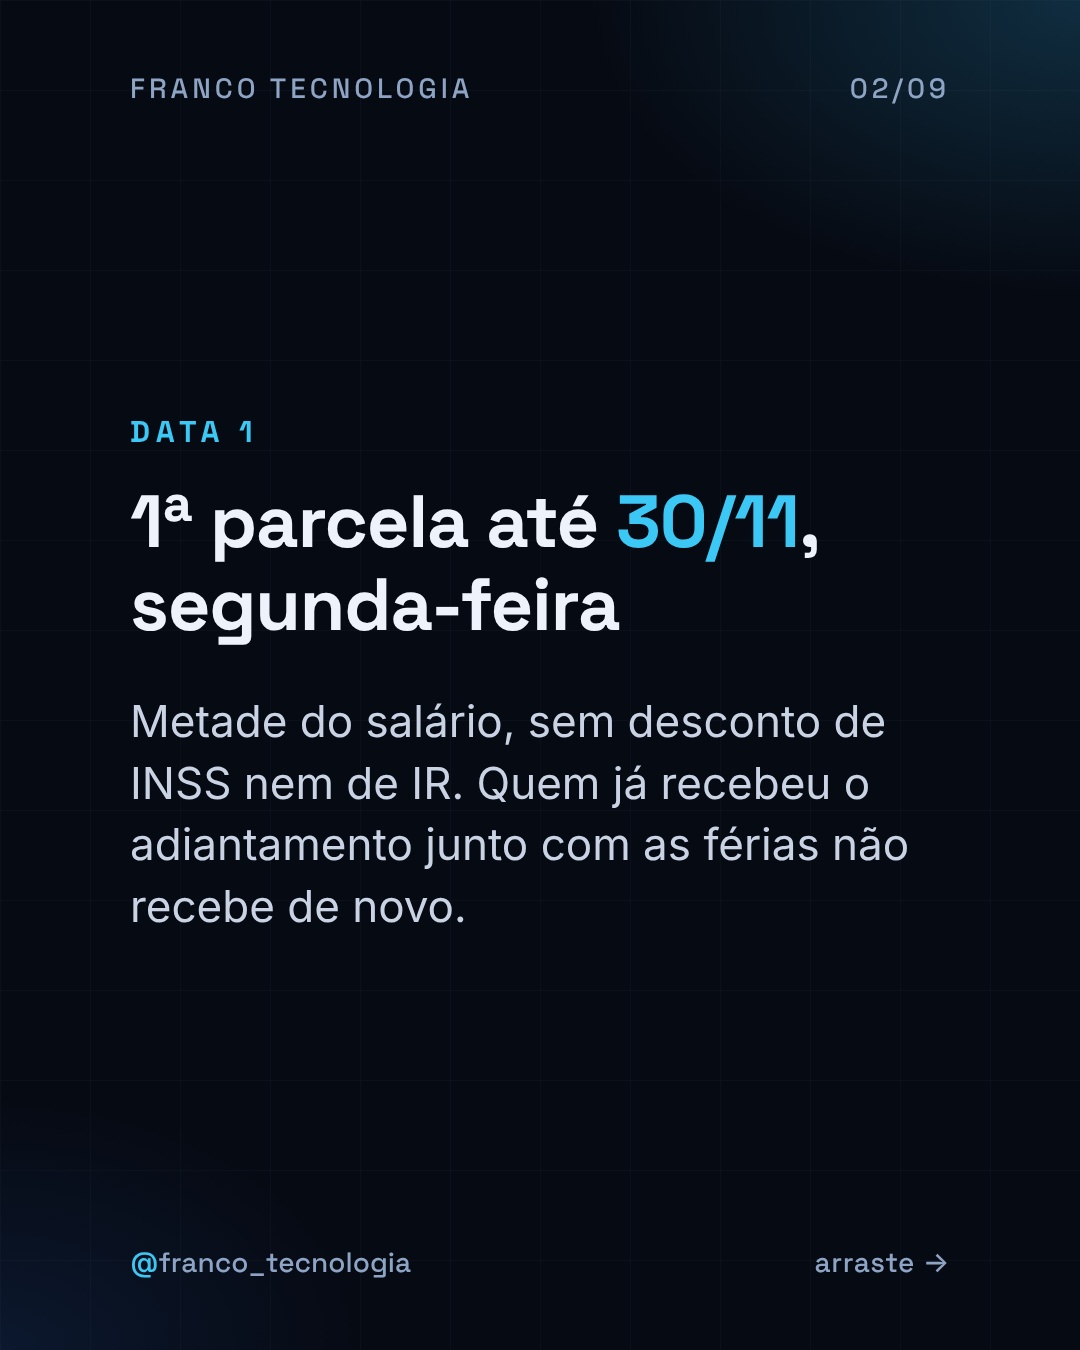 FRANCO TECNOLOGIA
02/09
DATA 1
1ª parcela até 30/11,
segunda-feira
Metade do salário, sem desconto de
INSS nem de IR. Quem já recebeu o
adiantamento junto com as férias não
recebe de novo.
@franco_tecnologia
arraste →